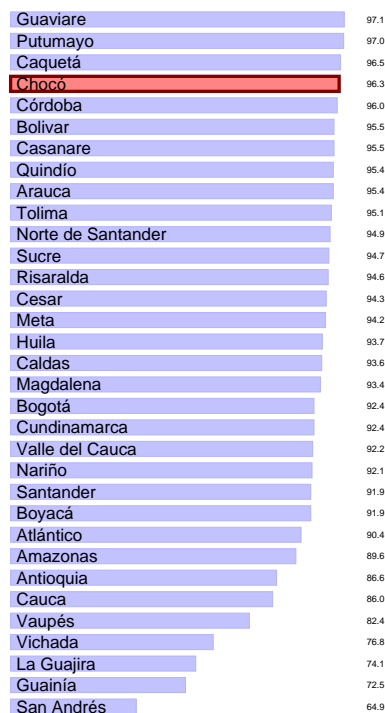 Guaviare 97.1
Putumayo 97.0
Caquetá 96.5
Chocó 96.3
Córdoba 96.0
Bolivar 95.5
Casanare 95.5
Quindío 95.4
Arauca 95.4
Tolima 95.1
Norte de Santander 94.9
Sucre 94.7
Risaralda 94.6
Cesar 94.3
Meta 94.2
Huila 93.7
Caldas 93.6
Magdalena 93.4
Bogotá 92.4
Cundinamarca 92.4
Valle del Cauca 92.2
Nariño 92.1
Santander 91.9
Boyacá 91.9
Atlántico 90.4
Amazonas 89.6
Antioquia 86.6
Cauca 86.0
Vaupés 82.4
Vichada 76.8
La Guajira 74.1
Guainía 72.5
San Andrés 64.9